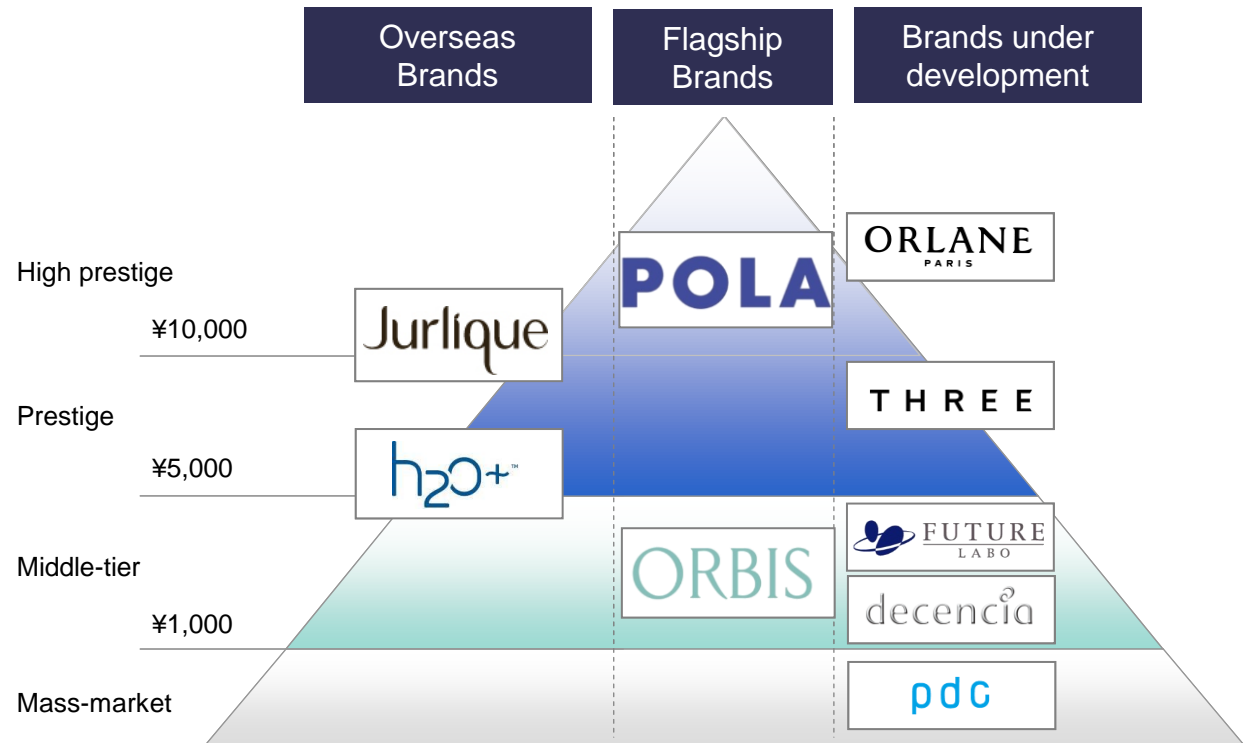 Overseas
Brands
Flagship
Brands
Brands under
development
High prestige
¥10,000
Prestige
¥5,000
Middle-tier
¥1,000
Mass-market
Jurlique
h2o+™
POLA
ORBIS
ORLANE
PARIS
THREE
FUTURE
LABO
decencia
pdc